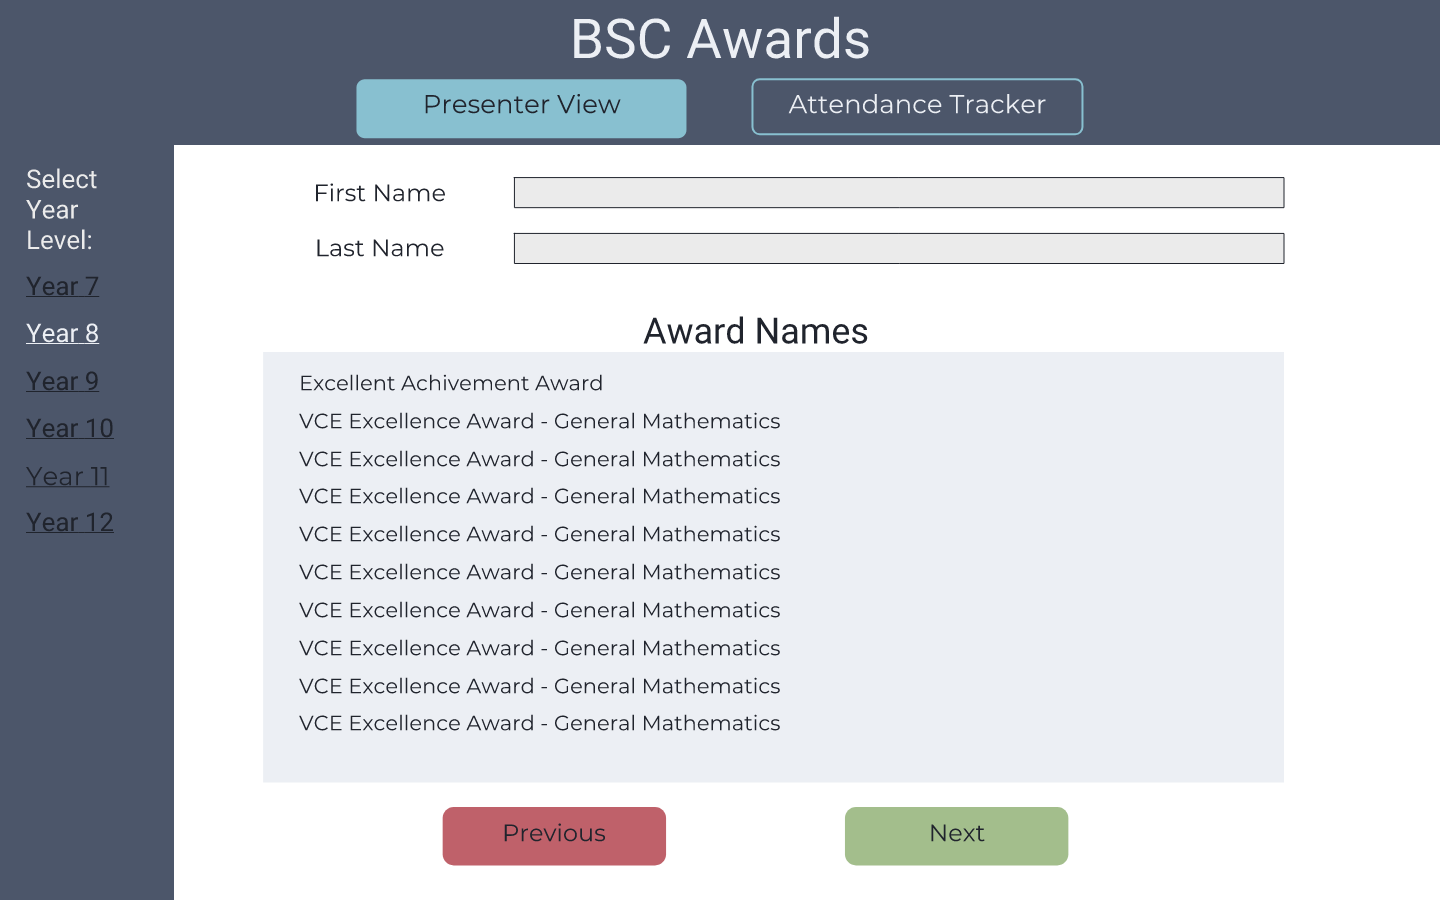 BSC Awards
Presenter View
Attendance Tracker
Select
Year
Level:
Year 7
Year 8
Year 9
Year 10
Year 11
Year 12
First Name
Last Name
Award Names
Excellent Achivement Award
VCE Excellence Award - General Mathematics
VCE Excellence Award - General Mathematics
VCE Excellence Award - General Mathematics
VCE Excellence Award - General Mathematics
VCE Excellence Award - General Mathematics
VCE Excellence Award - General Mathematics
VCE Excellence Award - General Mathematics
VCE Excellence Award - General Mathematics
VCE Excellence Award - General Mathematics
Previous
Next